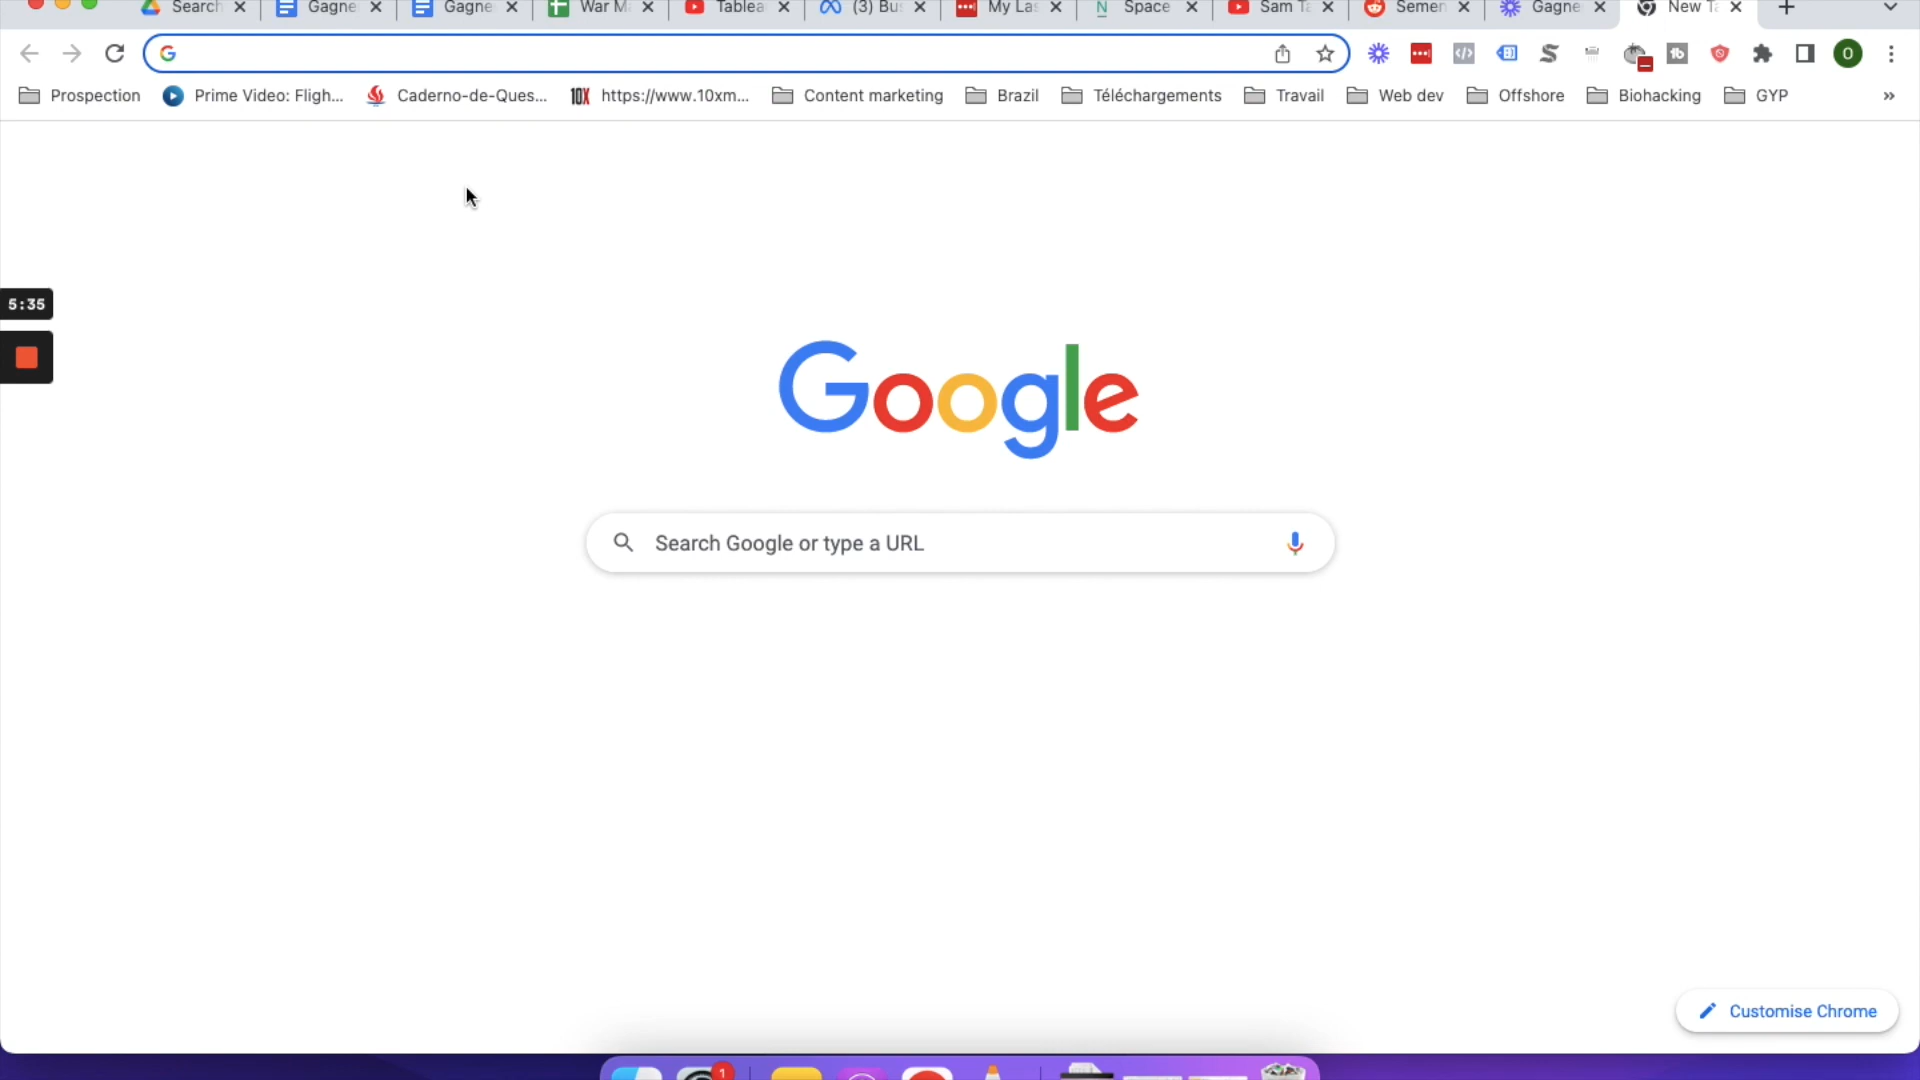 Search Gagne Gagne War M Tablea (3) Bu My Las Space Sam T Semen Gagne New T
Prospection Prime Video: Fligh... Caderno-de-Ques... 10X https://www.10xm... Content marketing Brazil Téléchargements Travail Web dev Offshore Biohacking GYP »
5:35
Google
Search Google or type a URL
Customise Chrome
1